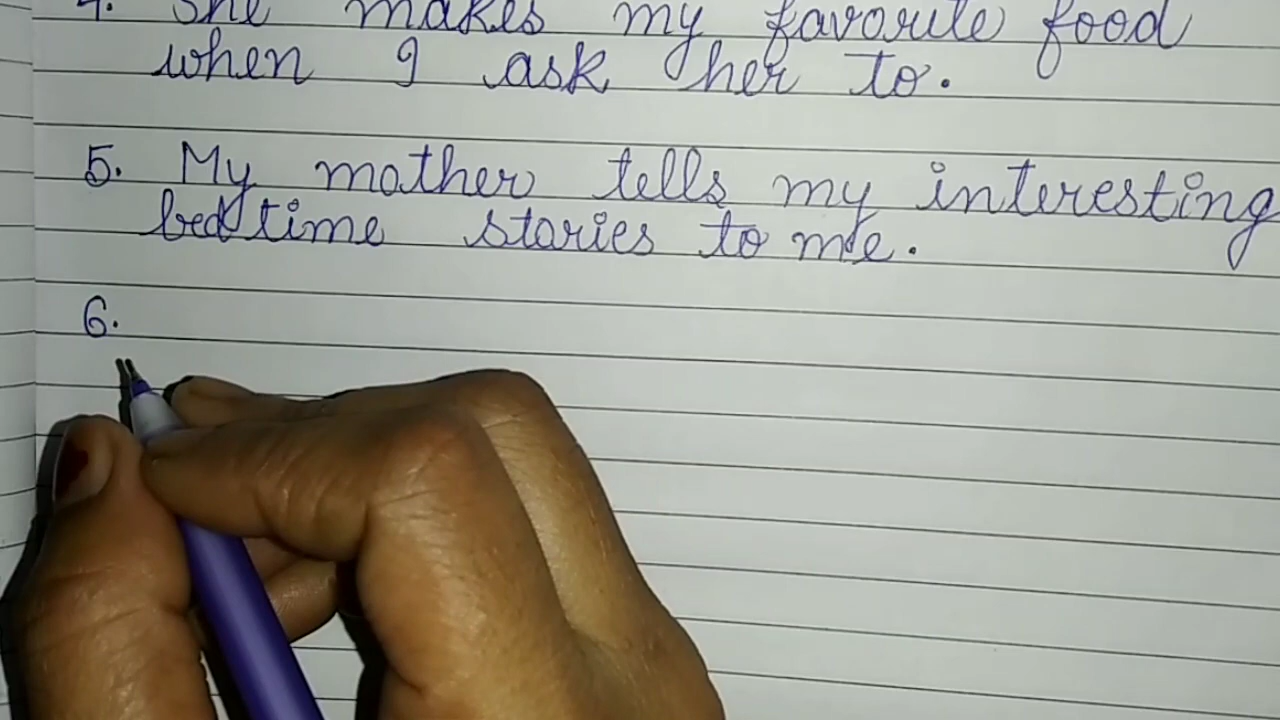 4. She makes my favorite food
when I ask her to.
5. My mother tells my interesting
bedtime stories to me.
6.